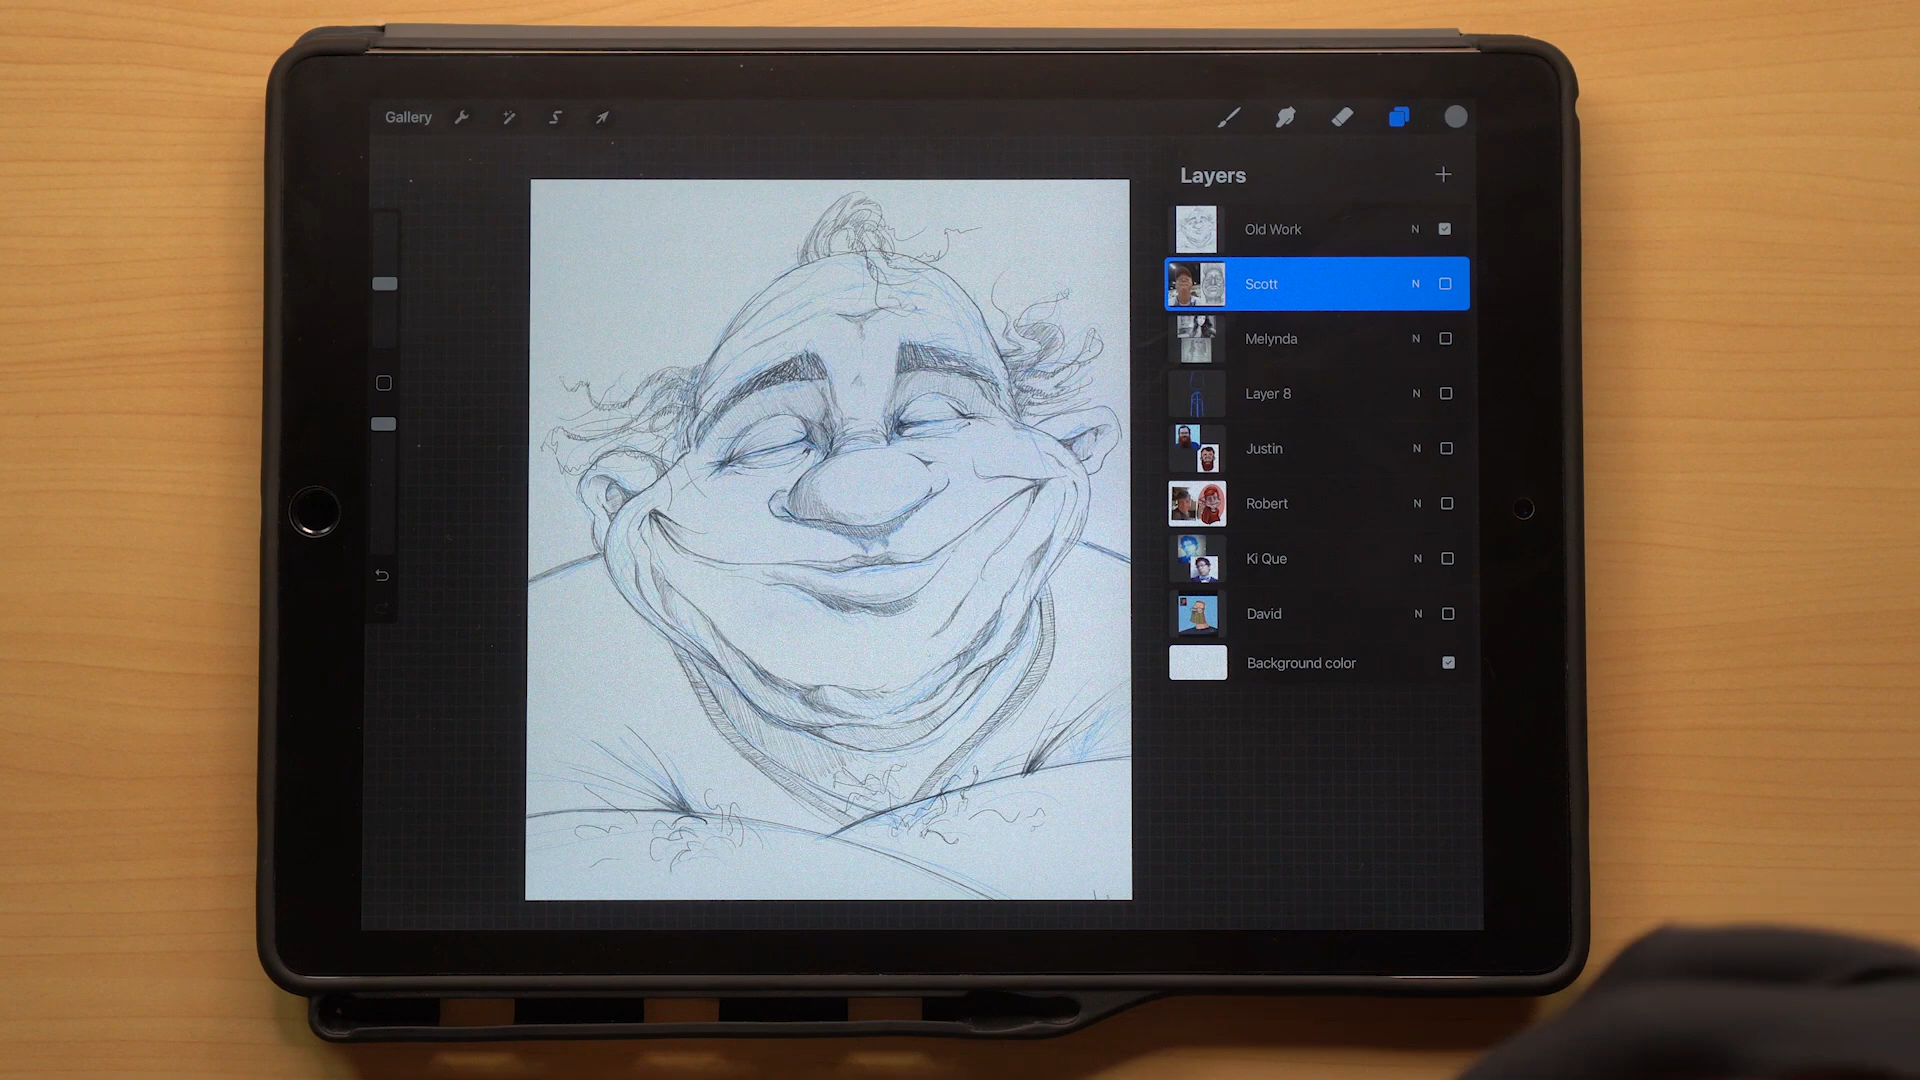 Gallery
Layers
Old Work N
Scott N
Melynda N
Layer 8 N
Justin N
Robert N
Ki Que N
David N
Background color